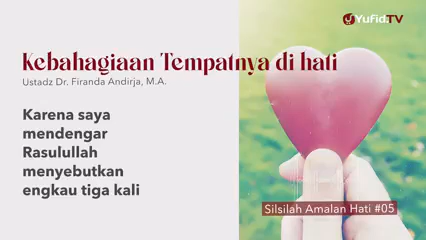 YufidTV
Kebahagiaan Tempatnya di hati
Ustadz Dr. Firanda Andirja, M.A.
Karena saya
mendengar
Rasulullah
menyebutkan
engkau tiga kali
Silsilah Amalan Hati #05